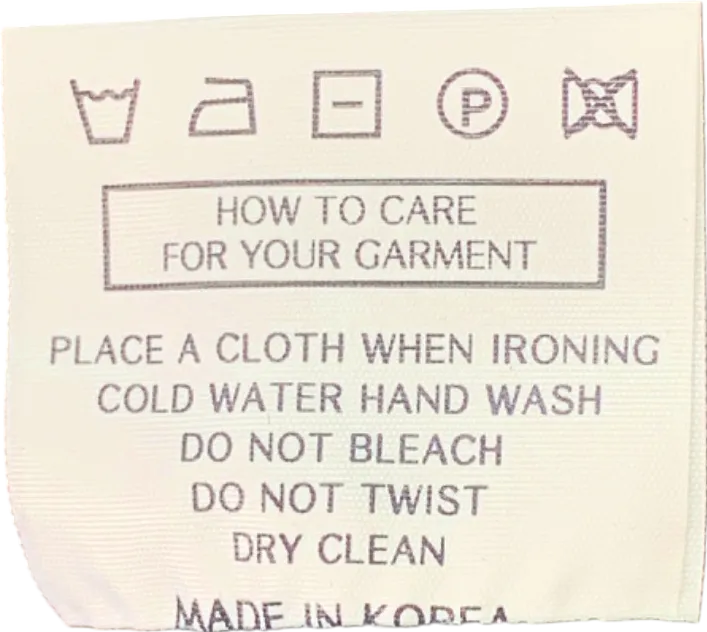 P
HOW TO CARE
FOR YOUR GARMENT
PLACE A CLOTH WHEN IRONING
COLD WATER HAND WASH
DO NOT BLEACH
DO NOT TWIST
DRY CLEAN
MADE IN KOREA